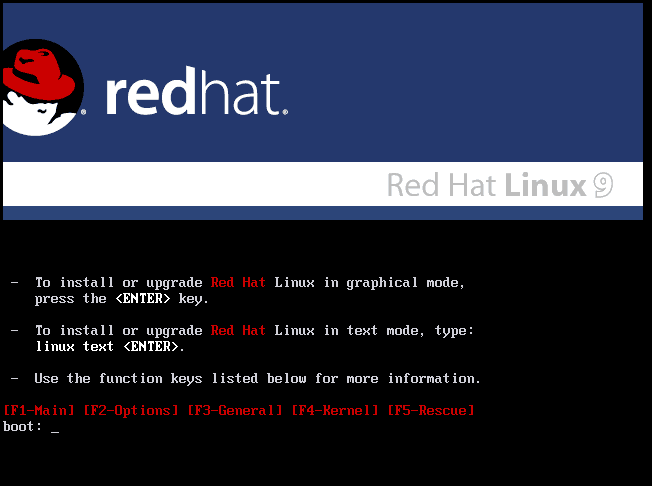 redhat.
Red Hat Linux 9
- To install or upgrade Red Hat Linux in graphical mode,
press the <ENTER> key.
- To install or upgrade Red Hat Linux in text mode, type:
linux text <ENTER>.
- Use the function keys listed below for more information.
[F1-Main] [F2-Options] [F3-General] [F4-Kernel] [F5-Rescue]
boot: _